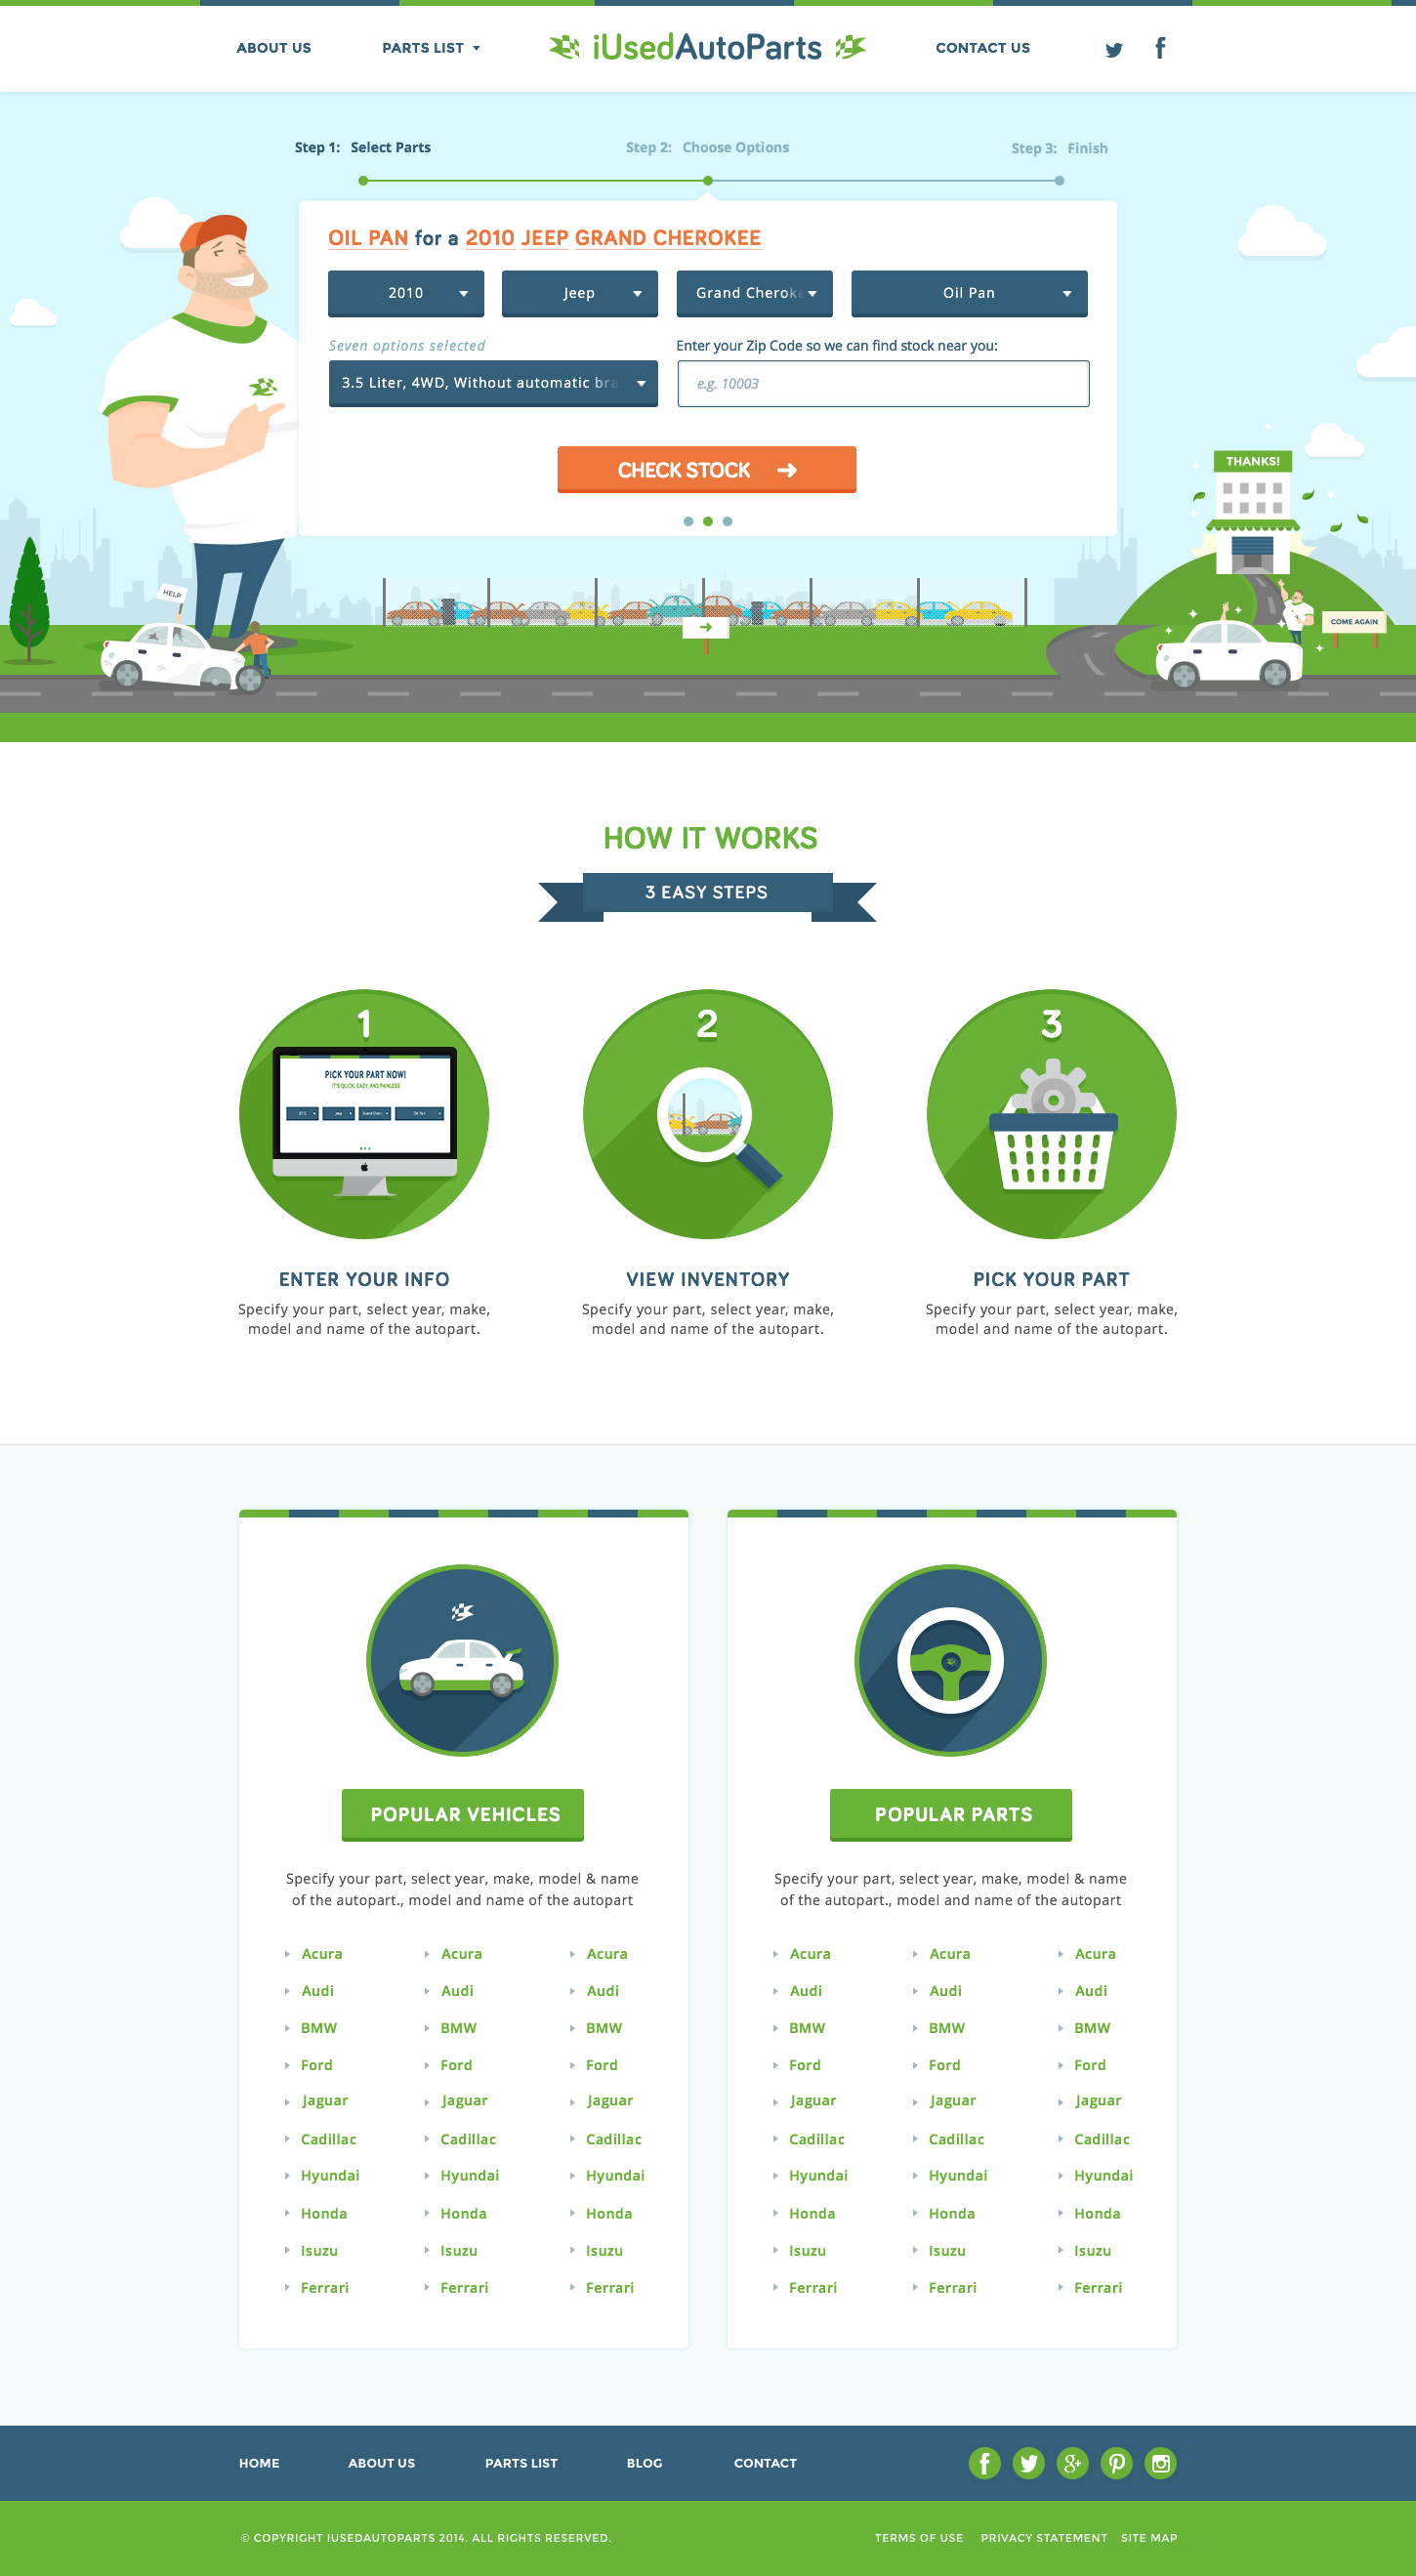 ABOUT US
PARTS LIST
iUsedAutoParts
CONTACT US
Step 1: Select Parts
Step 2: Choose Options
Step 3: Finish
OIL PAN for a 2010 JEEP GRAND CHEROKEE
2010
Jeep
Grand Cheroke
Oil Pan
Seven options selected
Enter your Zip Code so we can find stock near you:
3.5 Liter, 4WD, Without automatic bra
e.g. 10003
CHECK STOCK
THANKS!
HELP
COME AGAIN
HOW IT WORKS
3 EASY STEPS
1
2
3
PICK YOUR PART NOW!
IT'S QUICK, EASY, AND PAINLESS
2010
Jeep
Grand Cherok
Oil Pan
ENTER YOUR INFO
VIEW INVENTORY
PICK YOUR PART
Specify your part, select year, make,
model and name of the autopart.
Specify your part, select year, make,
model and name of the autopart.
Specify your part, select year, make,
model and name of the autopart.
POPULAR VEHICLES
Specify your part, select year, make, model & name
of the autopart., model and name of the autopart
Acura Acura Acura
Audi Audi Audi
BMW BMW BMW
Ford Ford Ford
Jaguar Jaguar Jaguar
Cadillac Cadillac Cadillac
Hyundai Hyundai Hyundai
Honda Honda Honda
Isuzu Isuzu Isuzu
Ferrari Ferrari Ferrari
POPULAR PARTS
Specify your part, select year, make, model & name
of the autopart., model and name of the autopart
Acura Acura Acura
Audi Audi Audi
BMW BMW BMW
Ford Ford Ford
Jaguar Jaguar Jaguar
Cadillac Cadillac Cadillac
Hyundai Hyundai Hyundai
Honda Honda Honda
Isuzu Isuzu Isuzu
Ferrari Ferrari Ferrari
HOME
ABOUT US
PARTS LIST
BLOG
CONTACT
© COPYRIGHT IUSEDAUTOPARTS 2014. ALL RIGHTS RESERVED.
TERMS OF USE
PRIVACY STATEMENT
SITE MAP